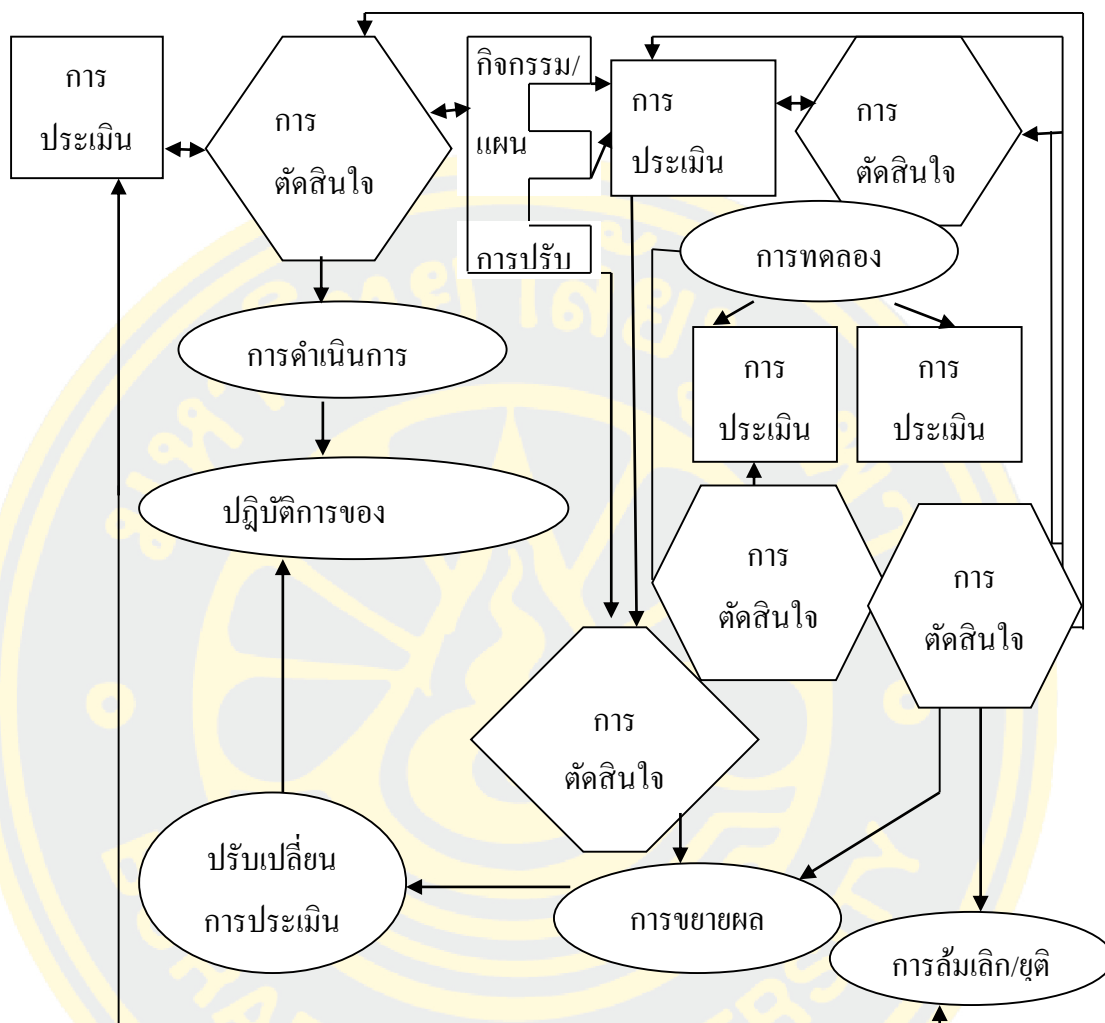 การ
ประเมิน
การ
ตัดสินใจ
กิจกรรม/
แผน
การปรับ
การ
ประเมิน
การ
ตัดสินใจ
การทดลอง
การดำเนินการ
การ
ประเมิน
การ
ประเมิน
ปฎิบัติการของ
การ
ตัดสินใจ
การ
ตัดสินใจ
การ
ตัดสินใจ
ปรับเปลี่ยน
การประเมิน
การขยายผล
การล้มเลิก/ยุติ